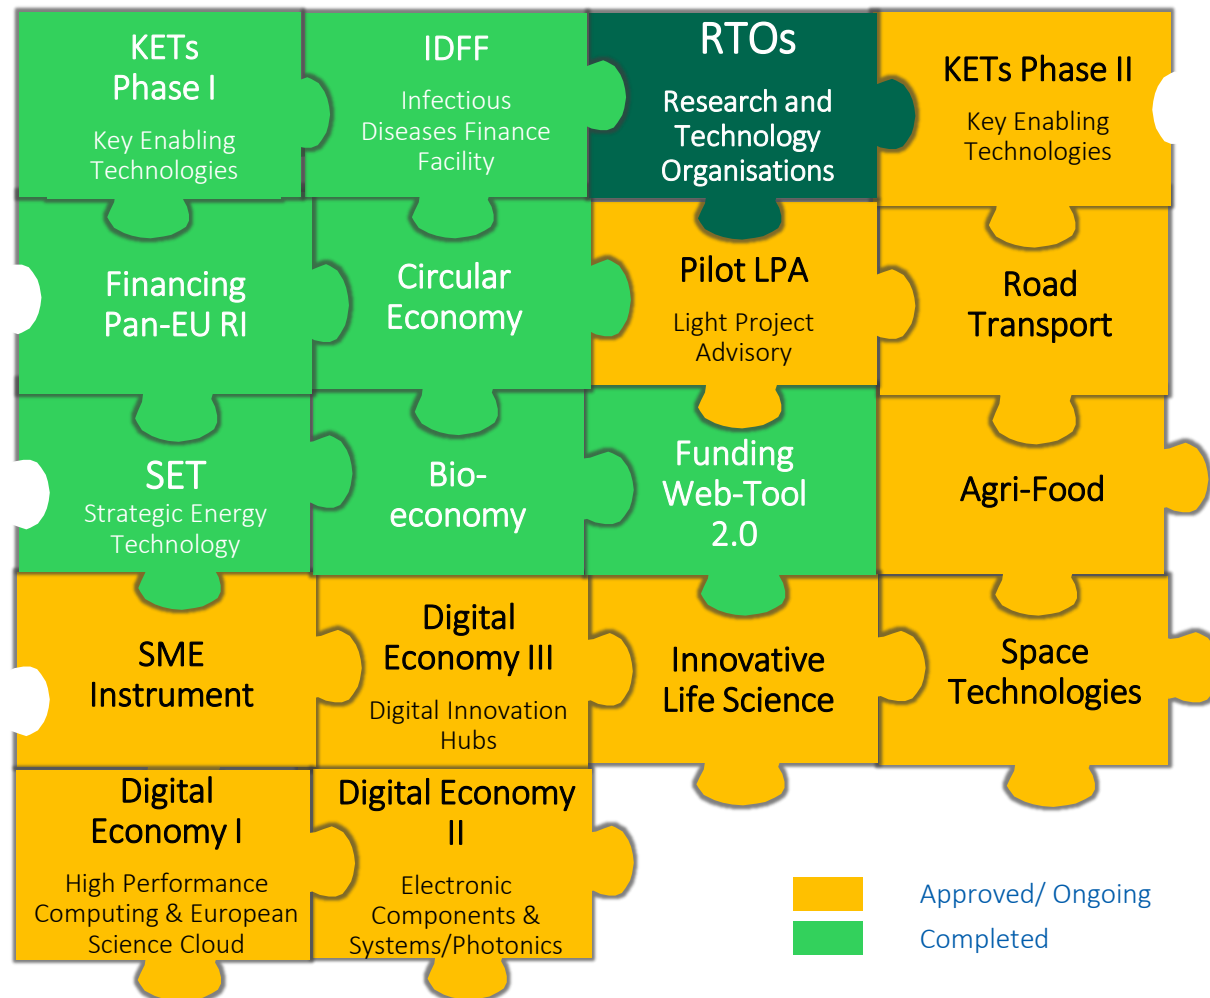 KETs
Phase I
Key Enabling
Technologies
IDFF
Infectious
Diseases Finance
Facility
RTOs
Research and
Technology
Organisations
KETs Phase II
Key Enabling
Technologies
Financing
Pan-EU RI
Circular
Economy
Pilot LPA
Light Project
Advisory
Road
Transport
SET
Strategic Energy
Technology
Bio-
economy
Funding
Web-Tool
2.0
Agri-Food
SME
Instrument
Digital
Economy III
Digital Innovation
Hubs
Innovative
Life Science
Space
Technologies
Digital
Economy I
High Performance
Computing & European
Science Cloud
Digital Economy
II
Electronic
Components &
Systems/Photonics
Approved/ Ongoing
Completed